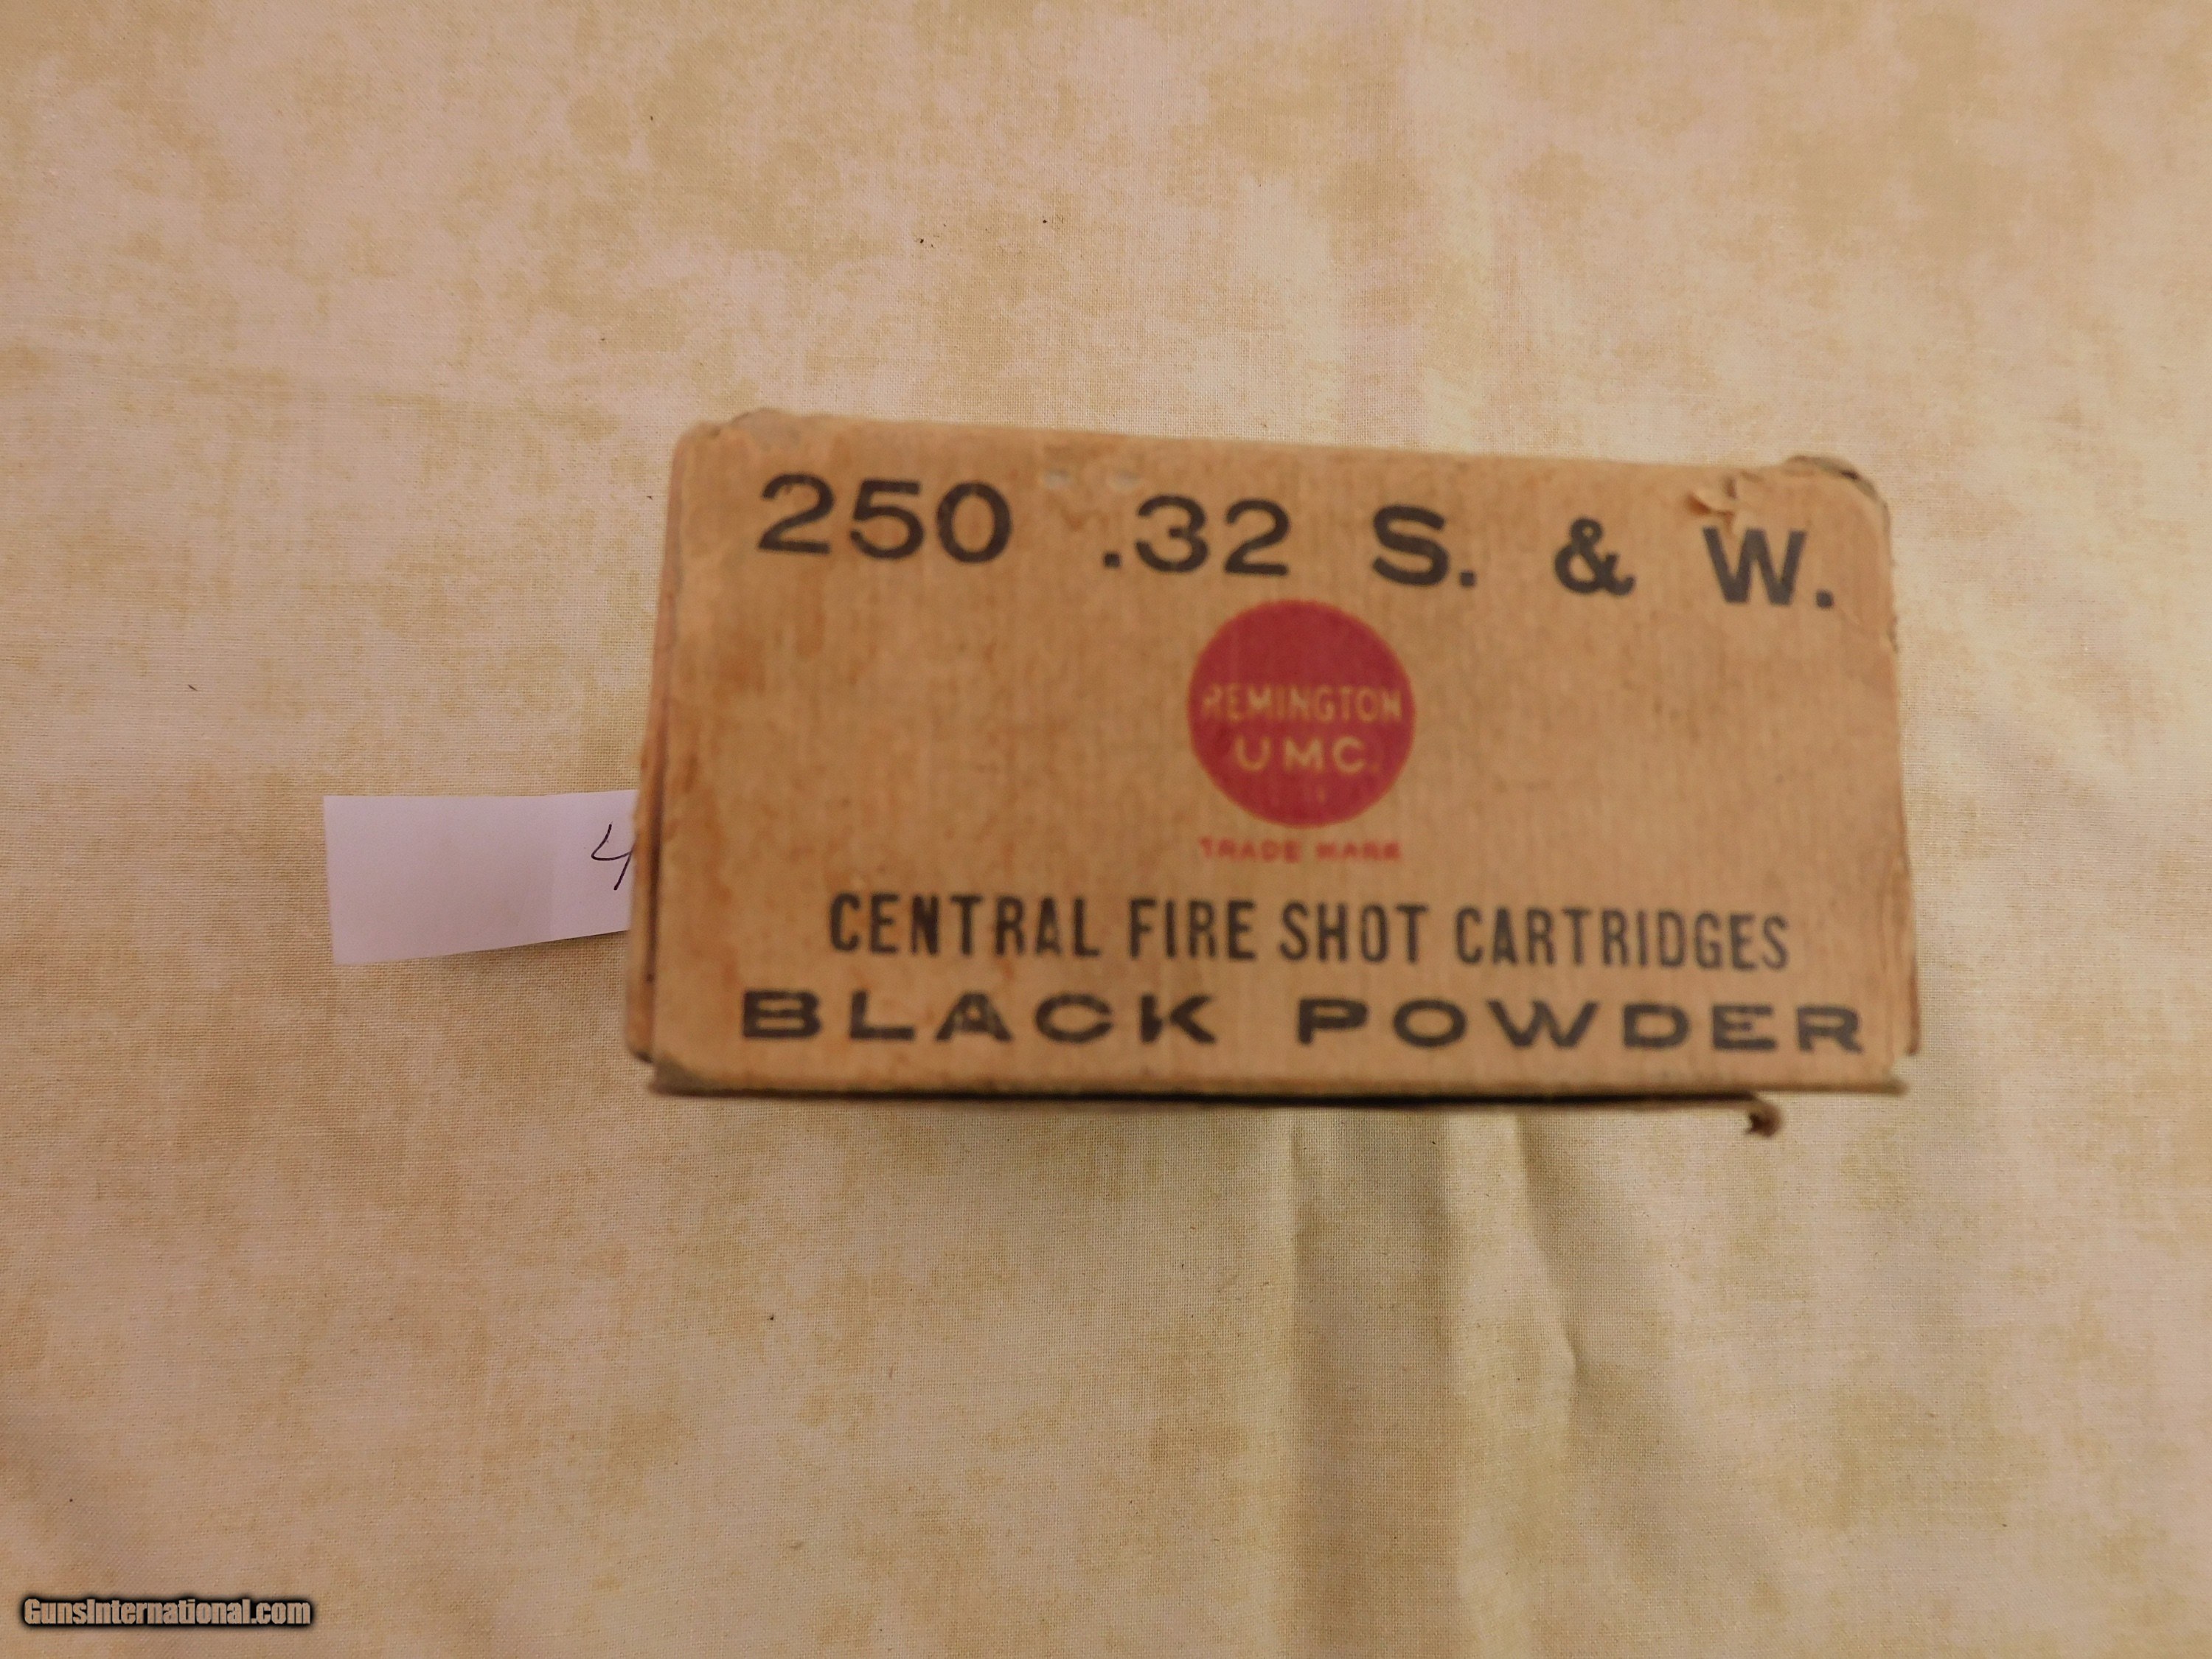 250 .32 S. & W.
REMINGTON
UMC.
TRADE MARK
4
CENTRAL FIRE SHOT CARTRIDGES
BLACK POWDER
GunsInternational.com